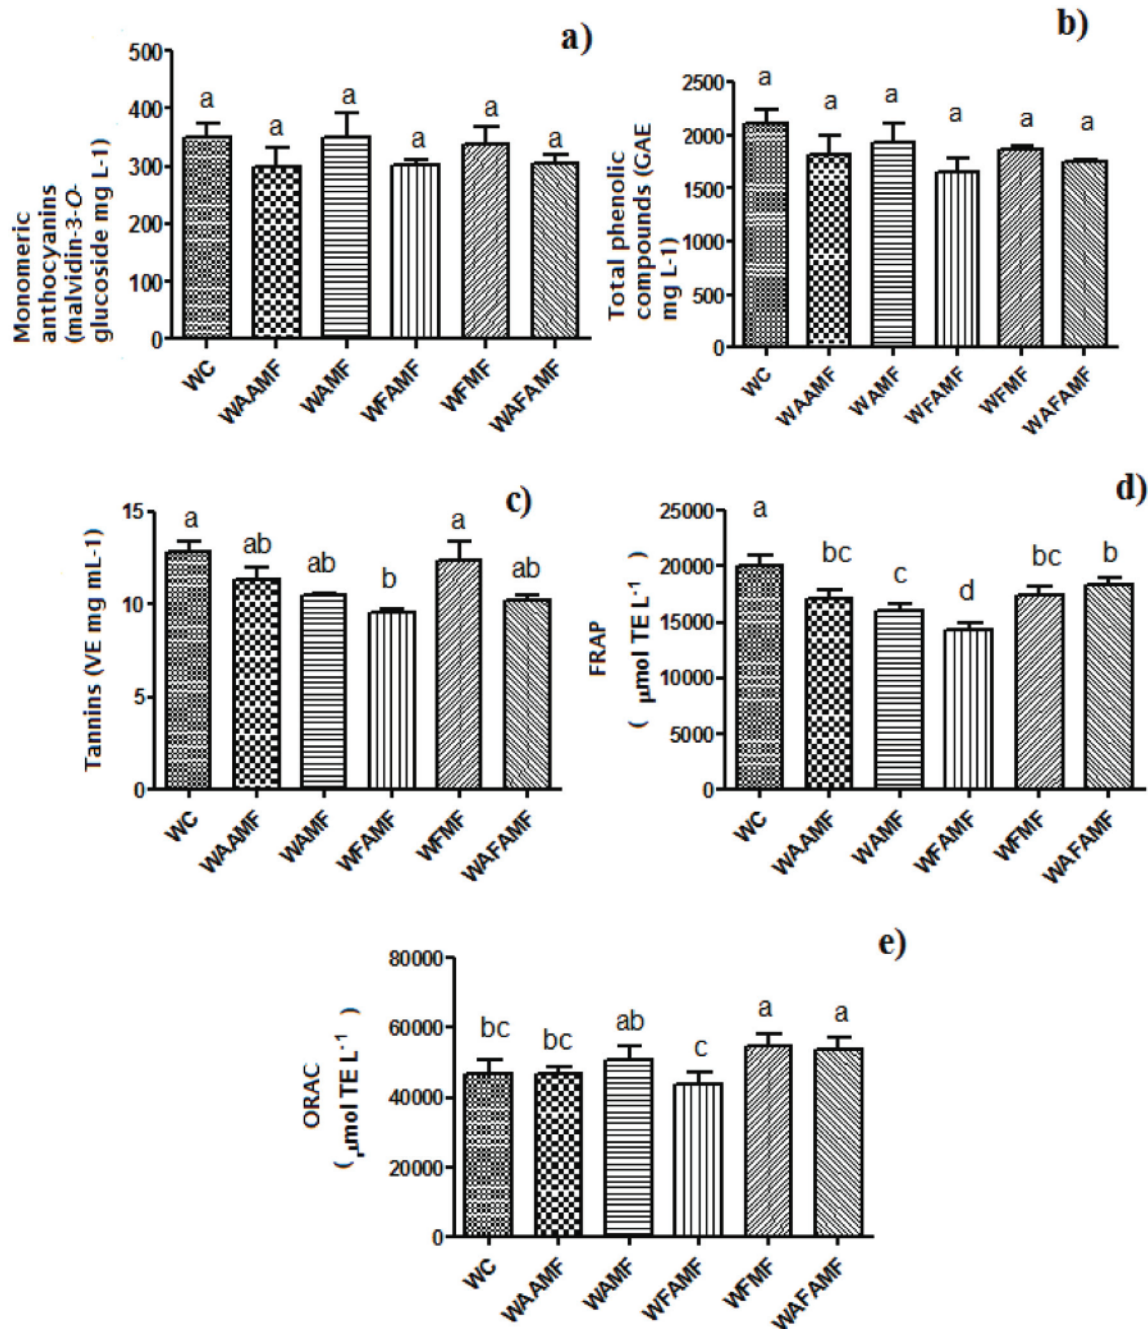 a)
500
400
300
200
100
0
Monomeric
anthocyanins
(malvidin-3-O-
glucoside mg L-1)
a a a a a a
WC WAAMF WAMF WFAMF WFMF WAFAMF
b)
2500
2000
1500
1000
500
0
Total phenolic
compounds (GAE
mg L-1)
a a a a a a
WC WAAMF WAMF WFAMF WFMF WAFAMF
c)
15
10
5
0
Tannins (VE mg mL-1)
a ab ab b a ab
WC WAAMF WAMF WFAMF WFMF WAFAMF
d)
25000
20000
15000
10000
5000
0
FRAP
( µmol TE L-1 )
a bc c d bc b
WC WAAMF WAMF WFAMF WFMF WAFAMF
e)
80000
60000
40000
20000
0
ORAC
( µmol TE L-1 )
bc bc ab c a a
WC WAAMF WAMF WFAMF WFMF WAFAMF